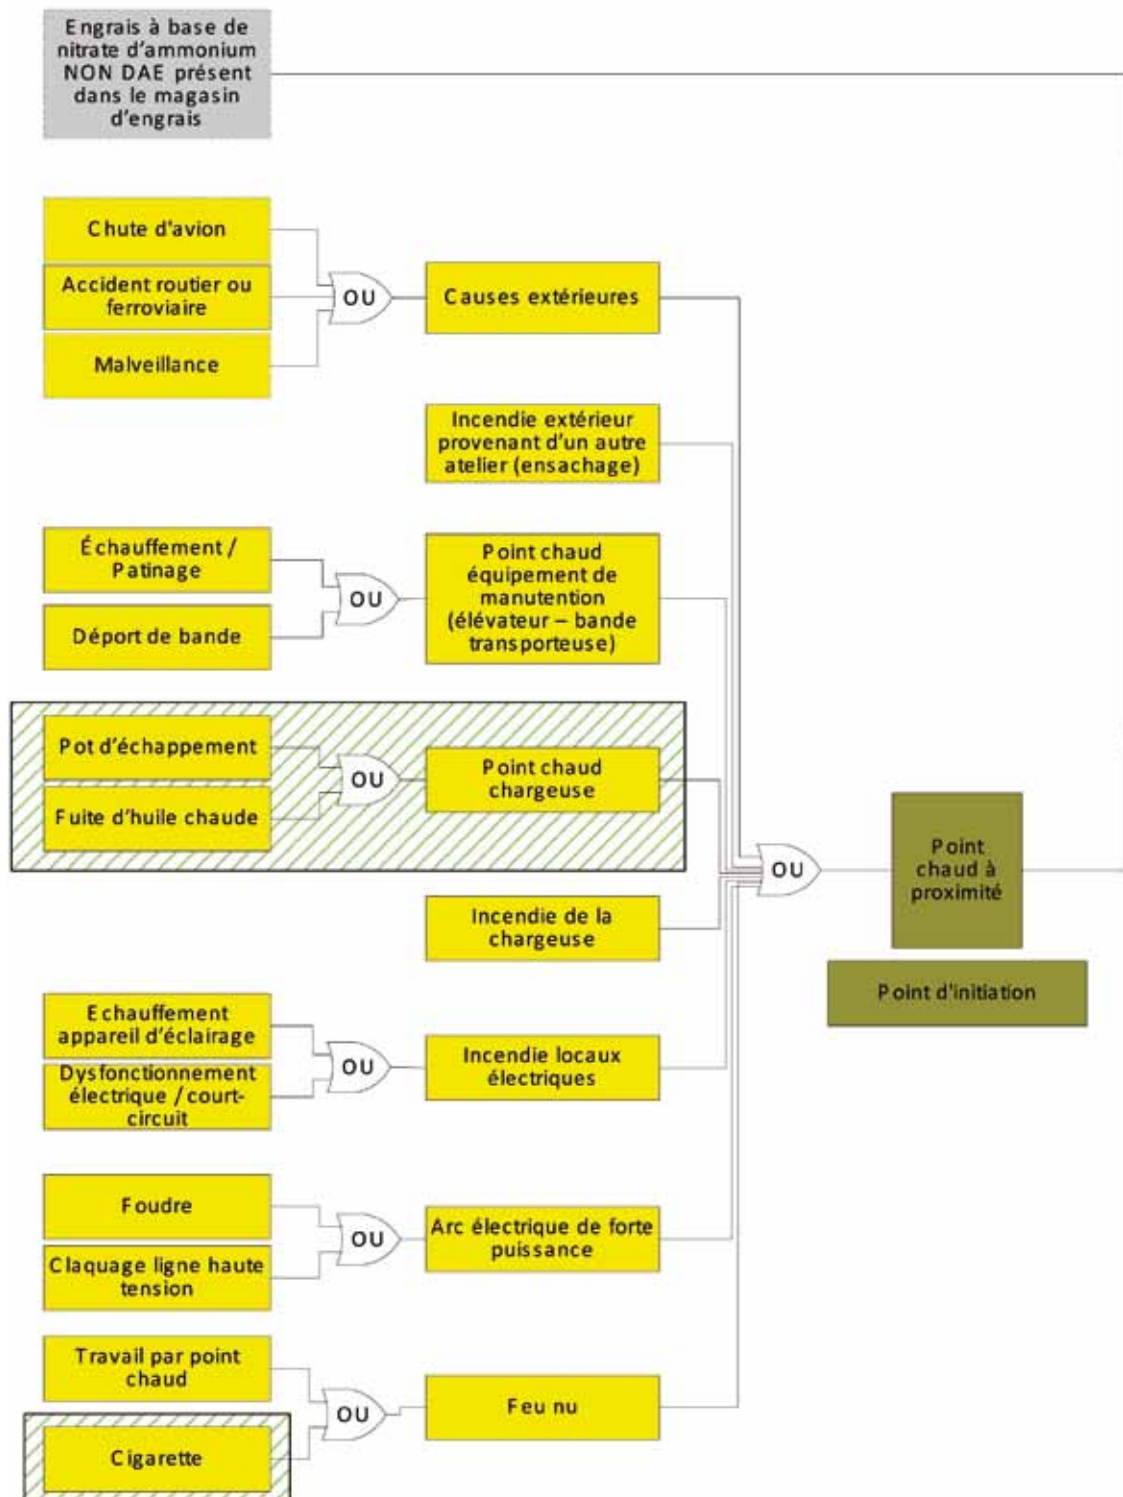 Engrais à base de
nitrate d'ammonium
NON DAE présent
dans le magasin
d'engrais
Chute d'avion
Accident routier ou
ferroviaire
Malveillance
OU
Causes extérieures
Incendie extérieur
provenant d'un autre
atelier (ensachage)
Échauffement /
Patinage
Déport de bande
OU
Point chaud
équipement de
manutention
(élévateur – bande
transporteuse)
Pot d'échappement
Fuite d'huile chaude
OU
Point chaud
chargeuse
Incendie de la
chargeuse
OU
Point
chaud à
proximité
Point d'initiation
Echauffement
appareil d'éclairage
Dysfonctionnement
électrique / court-
circuit
OU
Incendie locaux
électriques
Foudre
Claquage ligne haute
tension
OU
Arc électrique de forte
puissance
Travail par point
chaud
Cigarette
OU
Feu nu